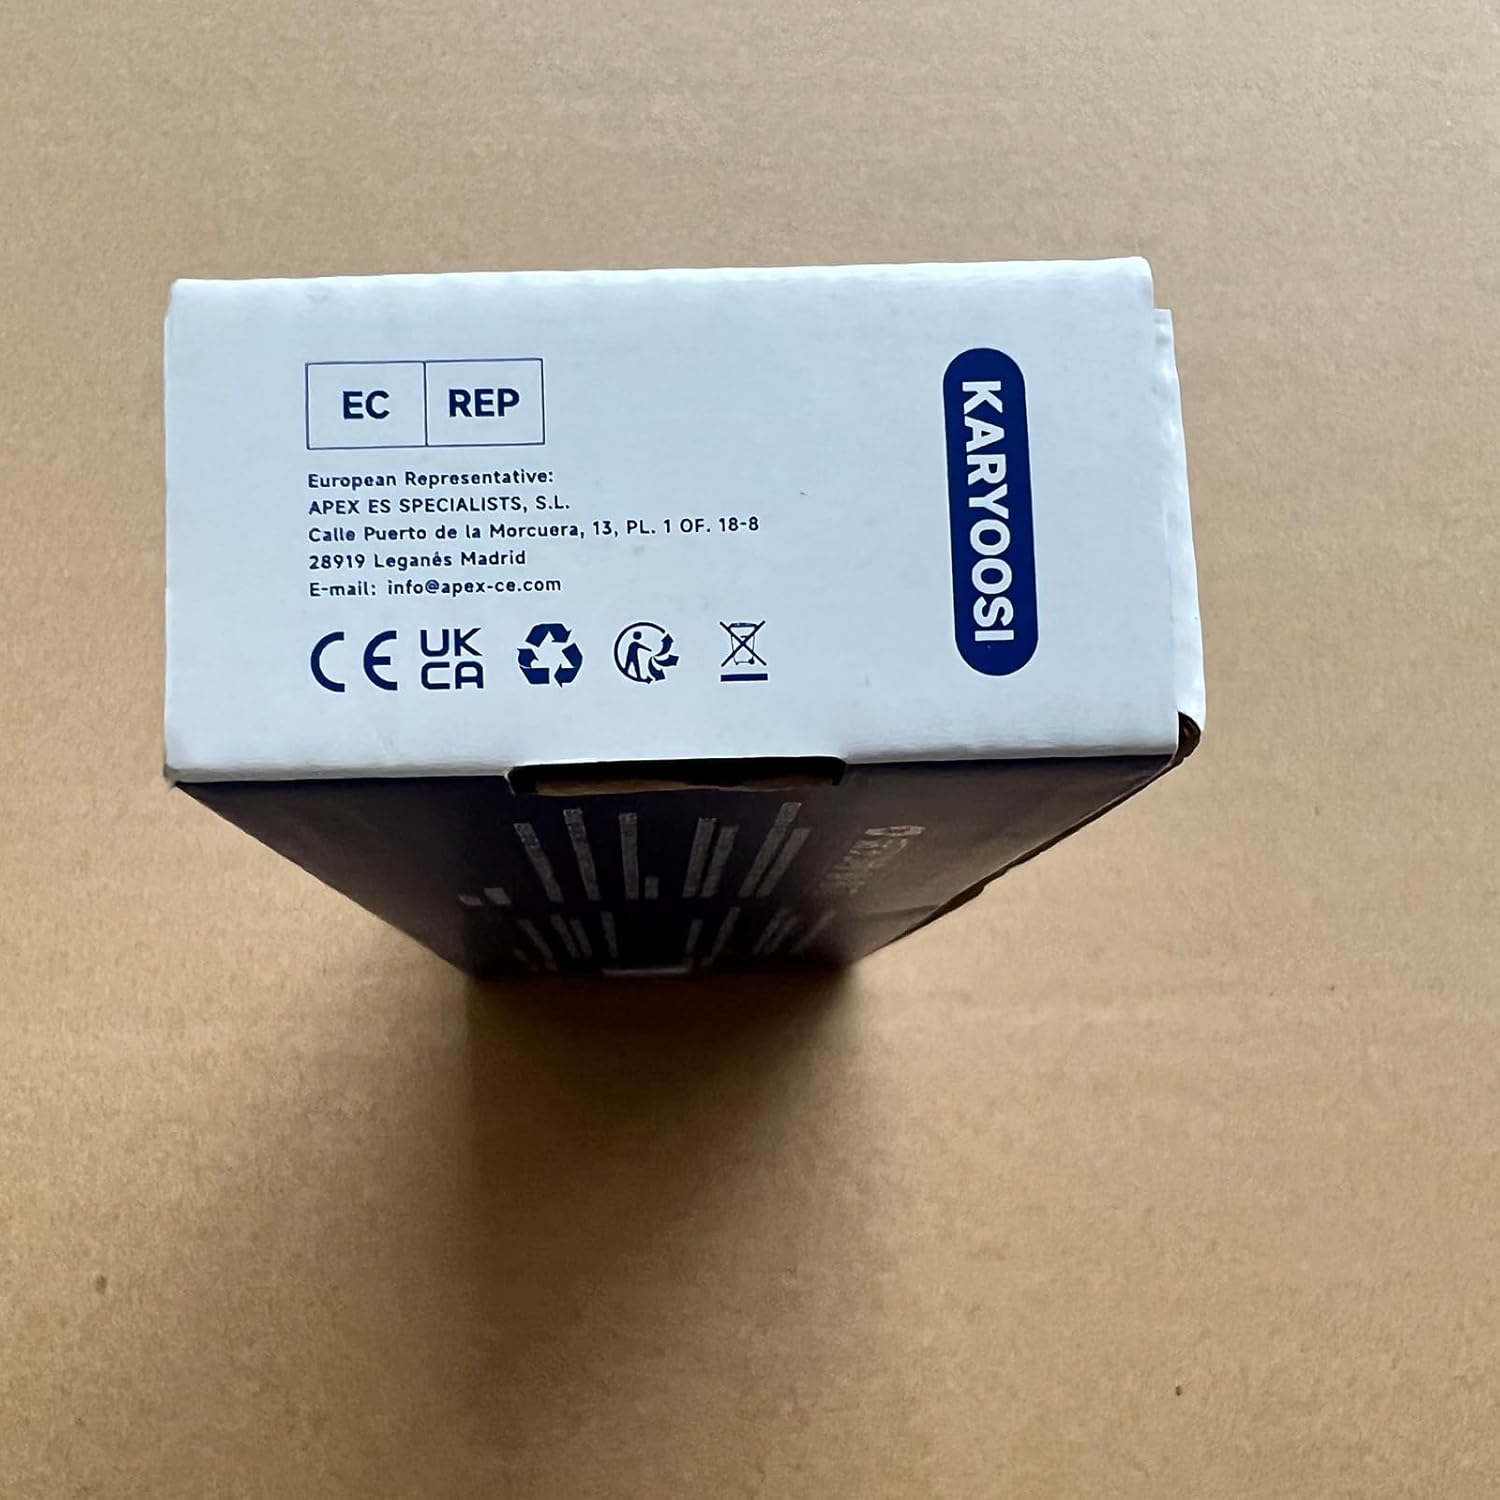 EC REP
European Representative:
APEX ES SPECIALISTS, S.L.
Calle Puerto de la Morcuera, 13, PL. 1 OF. 18-8
28919 Leganês Madrid
E-mail: info@apex-ce.com
CE UK
CA
KARYOOSI